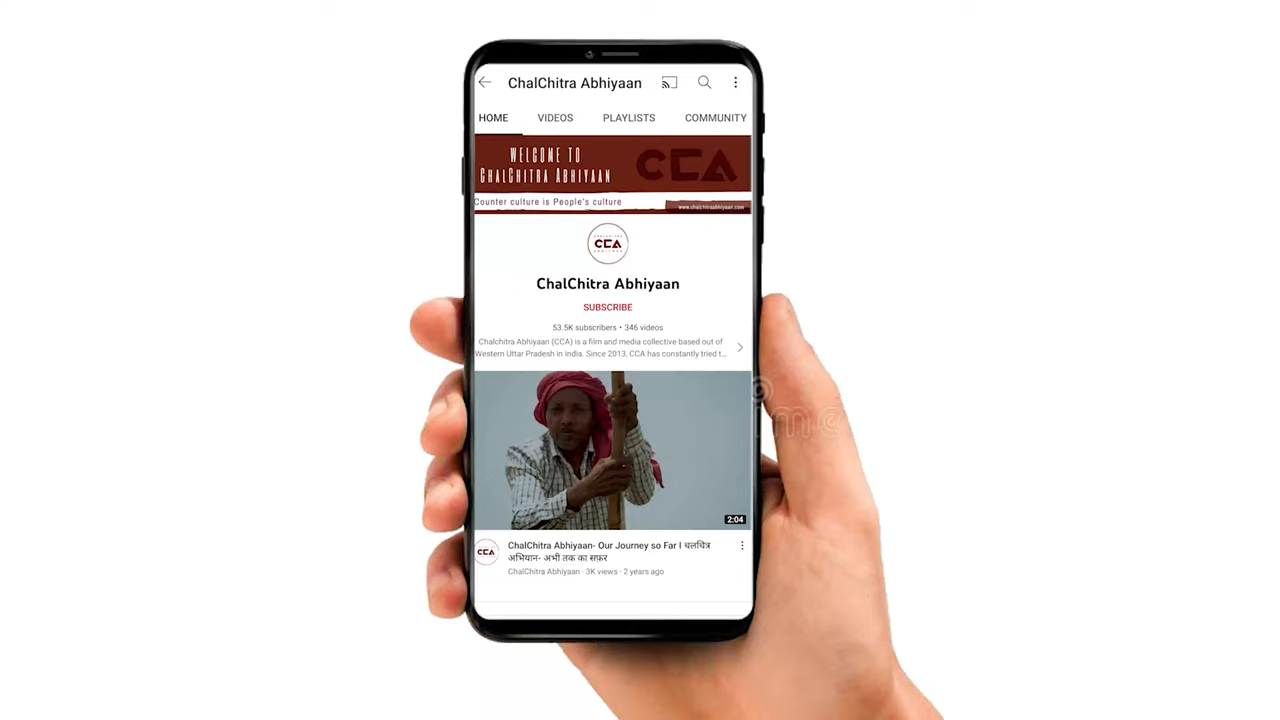 ChalChitra Abhiyaan
HOME VIDEOS PLAYLISTS COMMUNITY
WELCOME TO
CHALCHITRA ABHIYAAN
CCA
Counter culture is People's culture
www.chalchitraabhiyaan.com
CCA
ChalChitra Abhiyaan
SUBSCRIBE
53.5K subscribers • 346 videos
Chalchitra Abhiyaan (CCA) is a film and media collective based out of
Western Uttar Pradesh in India. Since 2013, CCA has constantly tried t...
2:04
CCA
ChalChitra Abhiyaan- Our Journey so Far l चलचित्र
अभियान- अभी तक का सफ़र
ChalChitra Abhiyaan · 3K views · 2 years ago